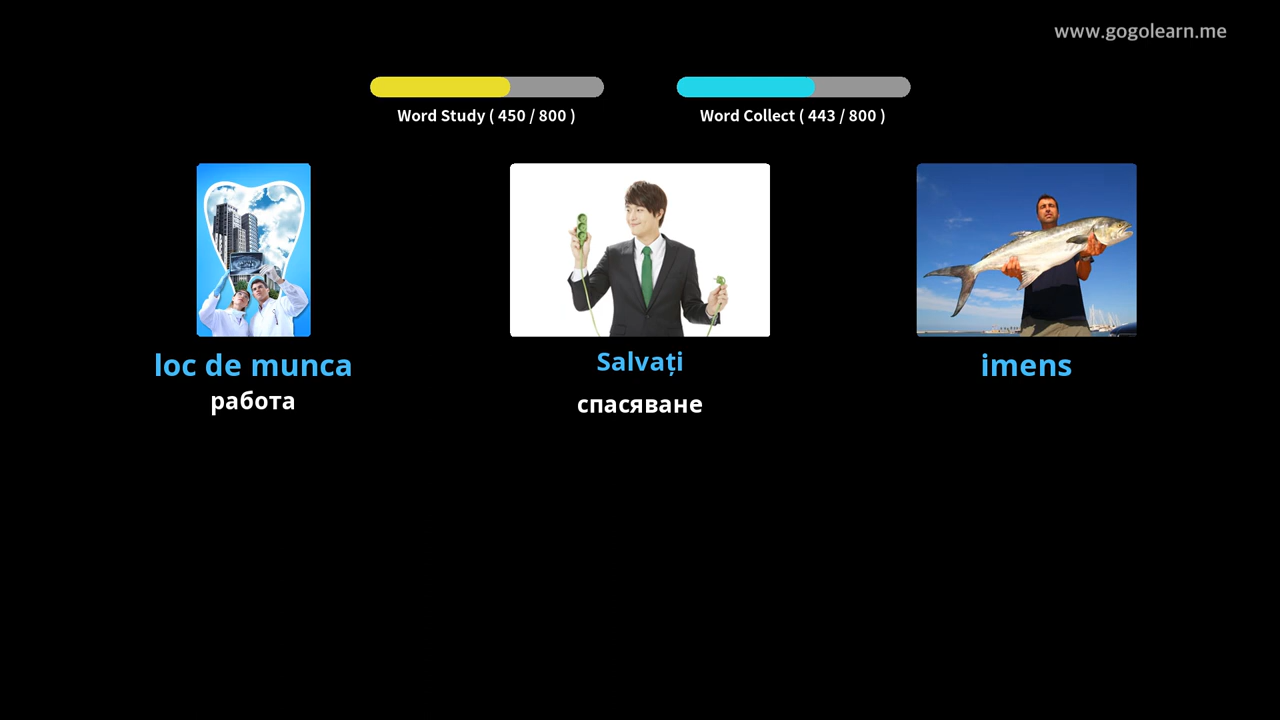 www.gogolearn.me
Word Study ( 450 / 800 )
Word Collect ( 443 / 800 )
loc de munca
работа
Salvați
спасяване
imens